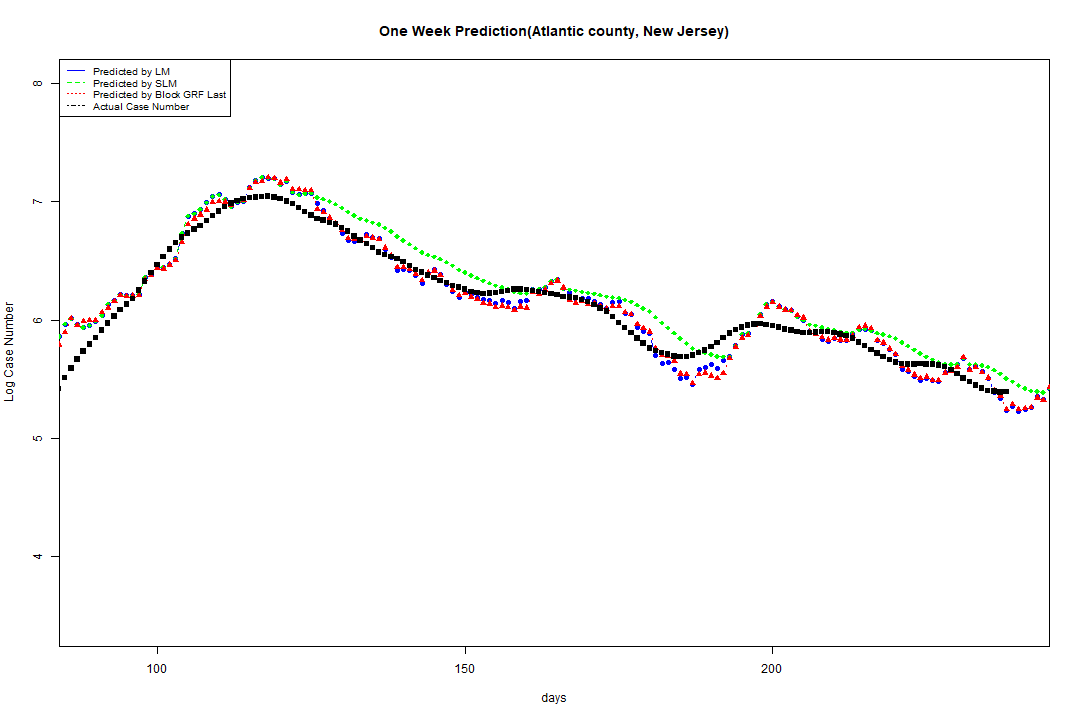 One Week Prediction(Atlantic county, New Jersey)
Predicted by LM
Predicted by SLM
Predicted by Block GRF Last
Actual Case Number
8
7
6
5
4
Log Case Number
100
150
200
days